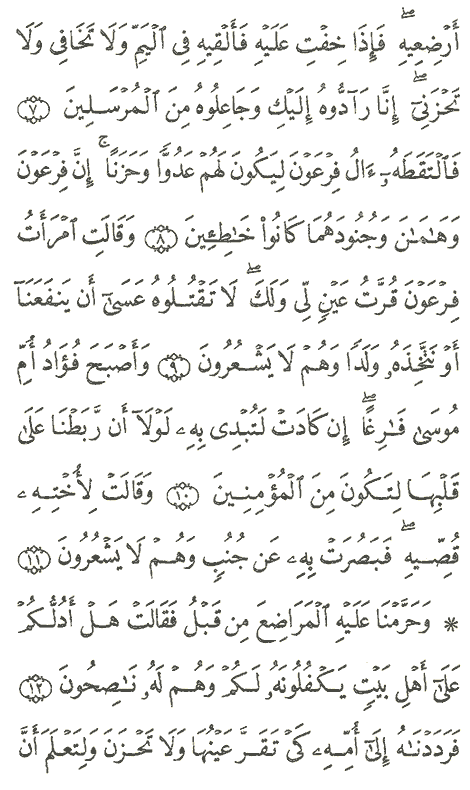 أَرۡضِعِيهِۖ فَإِذَا خِفۡتِ عَلَيۡهِ فَأَلۡقِيهِ فِي ٱلۡيَمِّ وَلَا تَخَافِي وَلَا
تَحۡزَنِيٓۖ إِنَّا رَآدُّوهُ إِلَيۡكِ وَجَاعِلُوهُ مِنَ ٱلۡمُرۡسَلِينَ ٧
فَٱلۡتَقَطَهُۥٓ ءَالُ فِرۡعَوۡنَ لِيَكُونَ لَهُمۡ عَدُوّٗا وَحَزَنًاۗ إِنَّ فِرۡعَوۡنَ
وَهَٰمَٰنَ وَجُنُودَهُمَا كَانُواْ خَٰطِـِٔينَ ٨ وَقَالَتِ ٱمۡرَأَتُ
فِرۡعَوۡنَ قُرَّتُ عَيۡنٖ لِّي وَلَكَۖ لَا تَقۡتُلُوهُ عَسَىٰٓ أَن يَنفَعَنَآ
أَوۡ نَتَّخِذَهُۥ وَلَدٗا وَهُمۡ لَا يَشۡعُرُونَ ٩ وَأَصۡبَحَ فُؤَادُ أُمِّ
مُوسَىٰ فَٰرِغًاۖ إِن كَادَتۡ لَتُبۡدِي بِهِۦ لَوۡلَآ أَن رَّبَطۡنَا عَلَىٰ
قَلۡبِهَا لِتَكُونَ مِنَ ٱلۡمُؤۡمِنِينَ ١٠ وَقَالَتۡ لِأُخۡتِهِۦ
قُصِّيهِۖ فَبَصُرَتۡ بِهِۦ عَن جُنُبٖ وَهُمۡ لَا يَشۡعُرُونَ ١١
* وَحَرَّمۡنَا عَلَيۡهِ ٱلۡمَرَاضِعَ مِن قَبۡلُ فَقَالَتۡ هَلۡ أَدُلُّكُمۡ
عَلَىٰٓ أَهۡلِ بَيۡتٖ يَكۡفُلُونَهُۥ لَكُمۡ وَهُمۡ لَهُۥ نَٰصِحُونَ ١٢
فَرَدَدۡنَٰهُ إِلَىٰٓ أُمِّهِۦ كَيۡ تَقَرَّ عَيۡنُهَا وَلَا تَحۡزَنَ وَلِتَعۡلَمَ أَنَّ